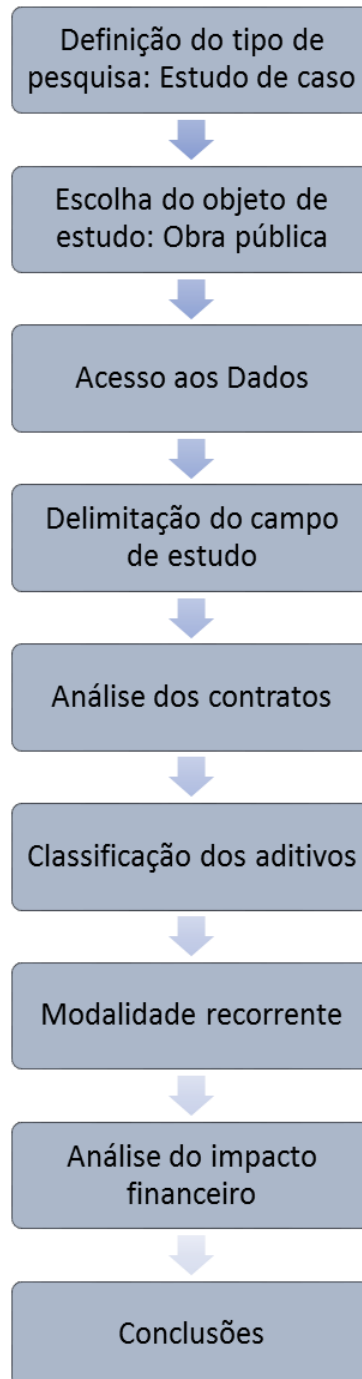 Definição do tipo de
pesquisa: Estudo de caso
Escolha do objeto de
estudo: Obra pública
Acesso aos Dados
Delimitação do campo
de estudo
Análise dos contratos
Classificação dos aditivos
Modalidade recorrente
Análise do impacto
financeiro
Conclusões